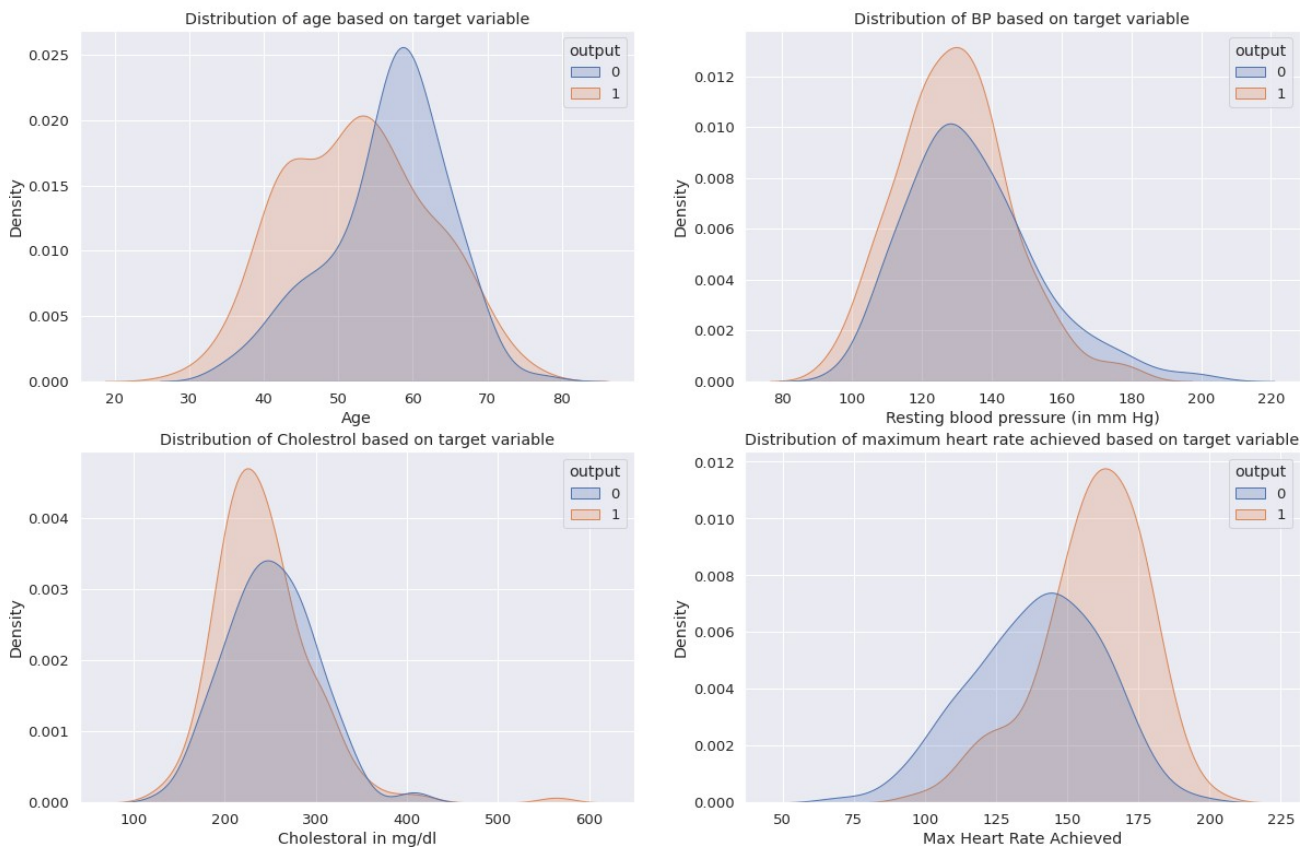 Distribution of age based on target variable
output
0
1
0.025
0.020
0.015
0.010
0.005
0.000
Density
20 30 40 50 60 70 80
Age
Distribution of BP based on target variable
output
0
1
0.012
0.010
0.008
0.006
0.004
0.002
0.000
Density
80 100 120 140 160 180 200 220
Resting blood pressure (in mm Hg)
Distribution of Cholestrol based on target variable
output
0
1
0.004
0.003
0.002
0.001
0.000
Density
100 200 300 400 500 600
Cholestoral in mg/dl
Distribution of maximum heart rate achieved based on target variable
output
0
1
0.012
0.010
0.008
0.006
0.004
0.002
0.000
Density
50 75 100 125 150 175 200 225
Max Heart Rate Achieved